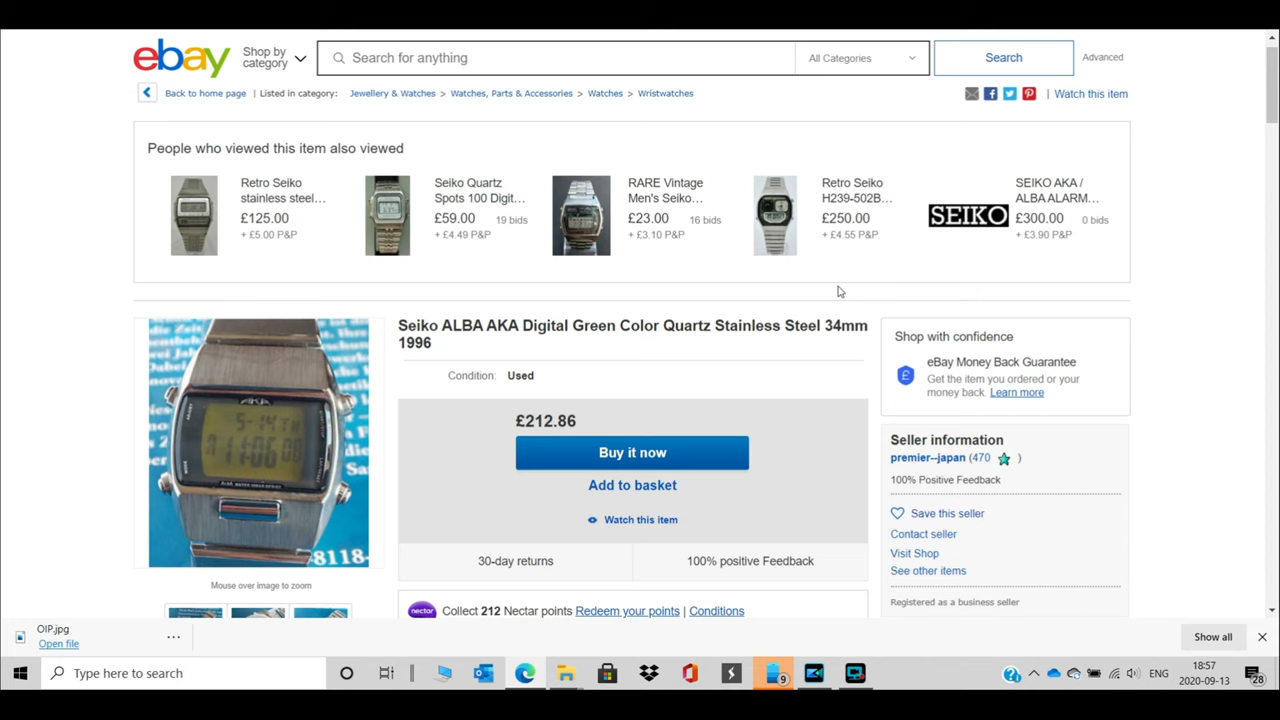 ebay
Shop by
category
Search for anything
All Categories
Search
Advanced
Back to home page | Listed in category: Jewellery & Watches > Watches, Parts & Accessories > Watches > Wristwatches
| Watch this item
People who viewed this item also viewed
Retro Seiko
stainless steel...
£125.00
+ £5.00 P&P
Seiko Quartz
Spots 100 Digit...
£59.00 19 bids
+ £4.49 P&P
RARE Vintage
Men's Seiko...
£23.00 16 bids
+ £3.10 P&P
Retro Seiko
H239-502B...
£250.00
+ £4.55 P&P
SEIKO
SEIKO AKA /
ALBA ALARM...
£300.00 0 bids
+ £3.90 P&P
Seiko ALBA AKA Digital Green Color Quartz Stainless Steel 34mm
1996
Condition: Used
£212.86
Buy it now
Add to basket
Watch this item
30-day returns
100% positive Feedback
nectar
Collect 212 Nectar points Redeem your points | Conditions
AKA
5-14 TH
11:06
8118-
Mouse over image to zoom
Shop with confidence
eBay Money Back Guarantee
Get the item you ordered or your
money back. Learn more
Seller information
premier--japan (470 )
100% Positive Feedback
Save this seller
Contact seller
Visit Shop
See other items
Registered as a business seller
OIP.jpg
Open file
...
Show all
Type here to search
9
ENG
18:57
2020-09-13
28